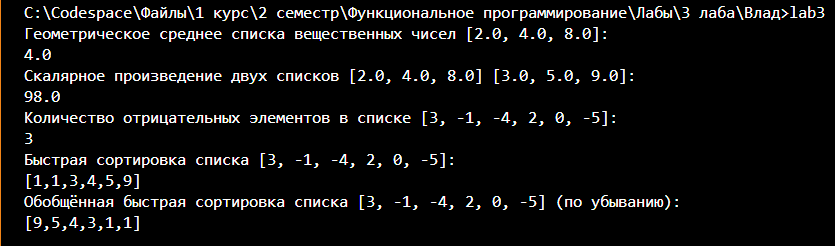 C:\Codespace\Файлы\1 курс\2 семестр\Функциональное программирование\Лабы\3 лаба\Влад>lab3
Геометрическое среднее списка вещественных чисел [2.0, 4.0, 8.0]:
4.0
Скалярное произведение двух списков [2.0, 4.0, 8.0] [3.0, 5.0, 9.0]:
98.0
Количество отрицательных элементов в списке [3, -1, -4, 2, 0, -5]:
3
Быстрая сортировка списка [3, -1, -4, 2, 0, -5]:
[1,1,3,4,5,9]
Обобщённая быстрая сортировка списка [3, -1, -4, 2, 0, -5] (по убыванию):
[9,5,4,3,1,1]